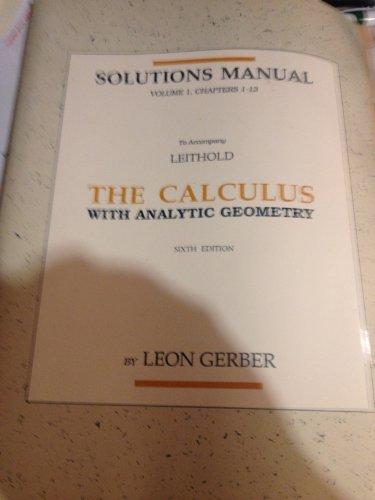 SOLUTIONS MANUAL
VOLUME 1, CHAPTERS 1-13
To Accompany
LEITHOLD
THE CALCULUS
WITH ANALYTIC GEOMETRY
SIXTH EDITION
BY LEON GERBER